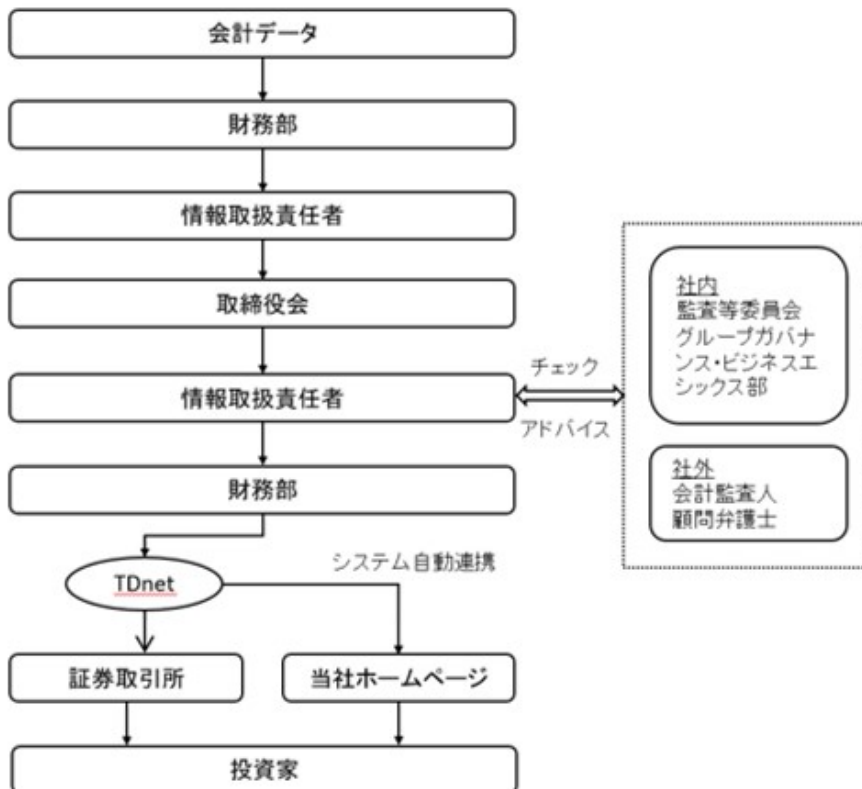 会計データ
財務部
情報取扱責任者
取締役会
情報取扱責任者
チェック
アドバイス
社内
監査等委員会
グループガバナ
ンス・ビジネスエ
シックス部
社外
会計監査人
顧問弁護士
財務部
TDnet
システム自動連携
証券取引所
当社ホームページ
投資家